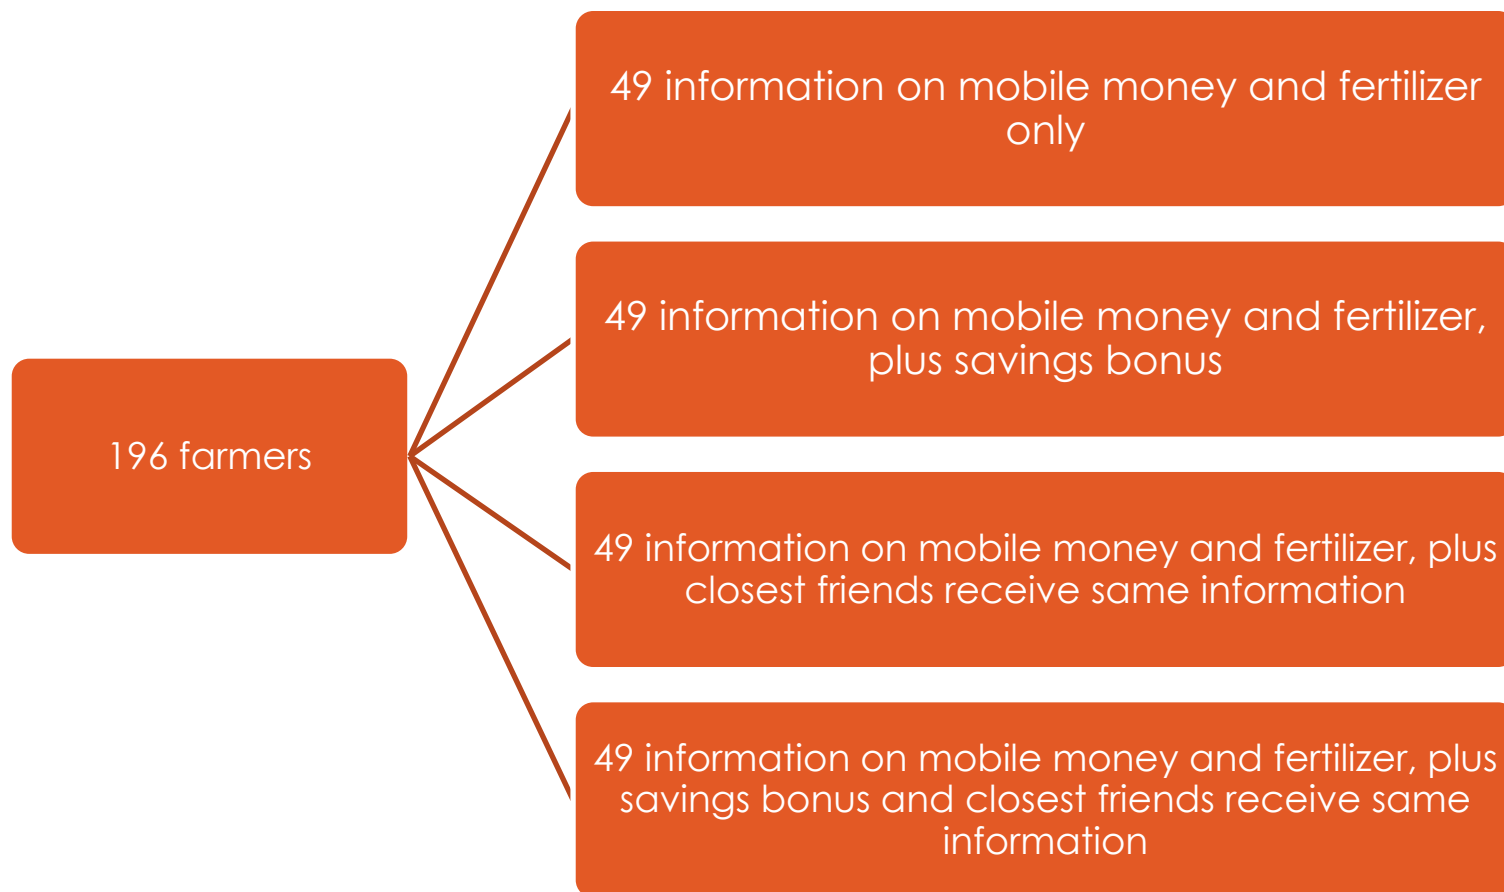 49 information on mobile money and fertilizer
only
49 information on mobile money and fertilizer,
plus savings bonus
196 farmers
49 information on mobile money and fertilizer, plus
closest friends receive same information
49 information on mobile money and fertilizer, plus
savings bonus and closest friends receive same
information